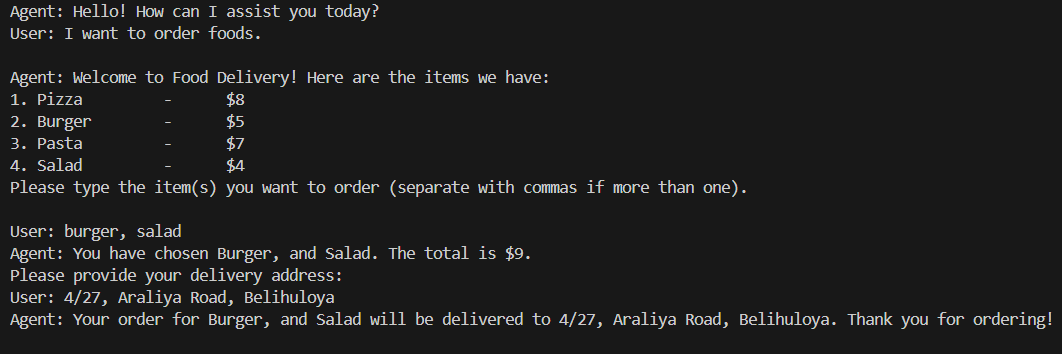 Agent: Hello! How can I assist you today?
User: I want to order foods.
Agent: Welcome to Food Delivery! Here are the items we have:
1. Pizza - $8
2. Burger - $5
3. Pasta - $7
4. Salad - $4
Please type the item(s) you want to order (separate with commas if more than one).
User: burger, salad
Agent: You have chosen Burger, and Salad. The total is $9.
Please provide your delivery address:
User: 4/27, Araliya Road, Belihuloya
Agent: Your order for Burger, and Salad will be delivered to 4/27, Araliya Road, Belihuloya. Thank you for ordering!